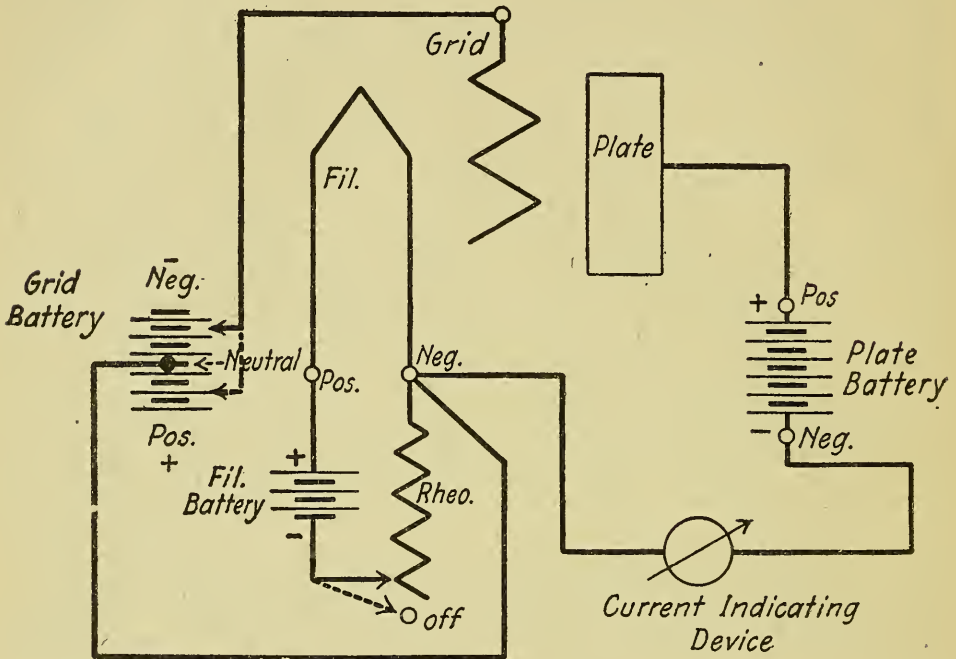 Grid
Plate
Fil.
Grid
Battery
-
Neg.
Neutral
Pos.
+
Pos.
Neg.
+ Pos
Plate
Battery
- Neg.
+
Fil.
Battery
-
Rheo.
off
Current Indicating
Device